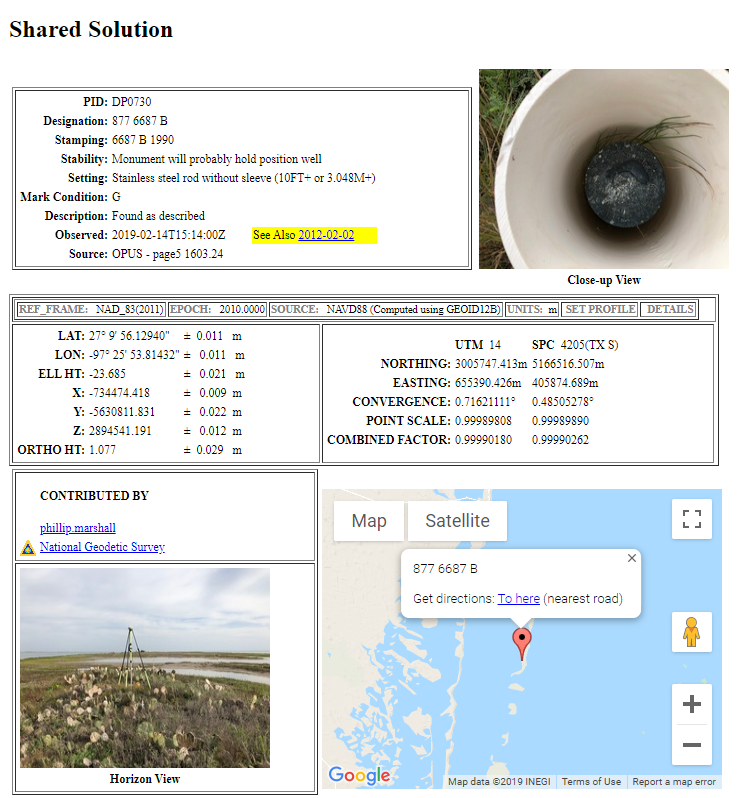 Shared Solution
PID: DP0730
Designation: 877 6687 B
Stamping: 6687 B 1990
Stability: Monument will probably hold position well
Setting: Stainless steel rod without sleeve (10FT+ or 3.048M+)
Mark Condition: G
Description: Found as described
Observed: 2019-02-14T15:14:00Z See Also 2012-02-02
Source: OPUS - page5 1603.24
Close-up View
REF_FRAME: NAD_83(2011) EPOCH: 2010.0000 SOURCE: NAVD88 (Computed using GEOID12B) UNITS: m SET PROFILE DETAILS
LAT: 27° 9' 56.12940" ± 0.011 m
LON: -97° 25' 53.81432" ± 0.011 m
ELL HT: -23.685 ± 0.021 m
X: -734474.418 ± 0.009 m
Y: -5630811.831 ± 0.022 m
Z: 2894541.191 ± 0.012 m
ORTHO HT: 1.077 ± 0.029 m
UTM 14 SPC 4205(TX S)
NORTHING: 3005747.413m 5166516.507m
EASTING: 655390.426m 405874.689m
CONVERGENCE: 0.71621111° 0.48505278°
POINT SCALE: 0.99989808 0.99989890
COMBINED FACTOR: 0.99990180 0.99990262
CONTRIBUTED BY
phillip.marshall
National Geodetic Survey
Horizon View
Map Satellite
877 6687 B
Get directions: To here (nearest road)
Google
Map data ©2019 INEGI Terms of Use Report a map error